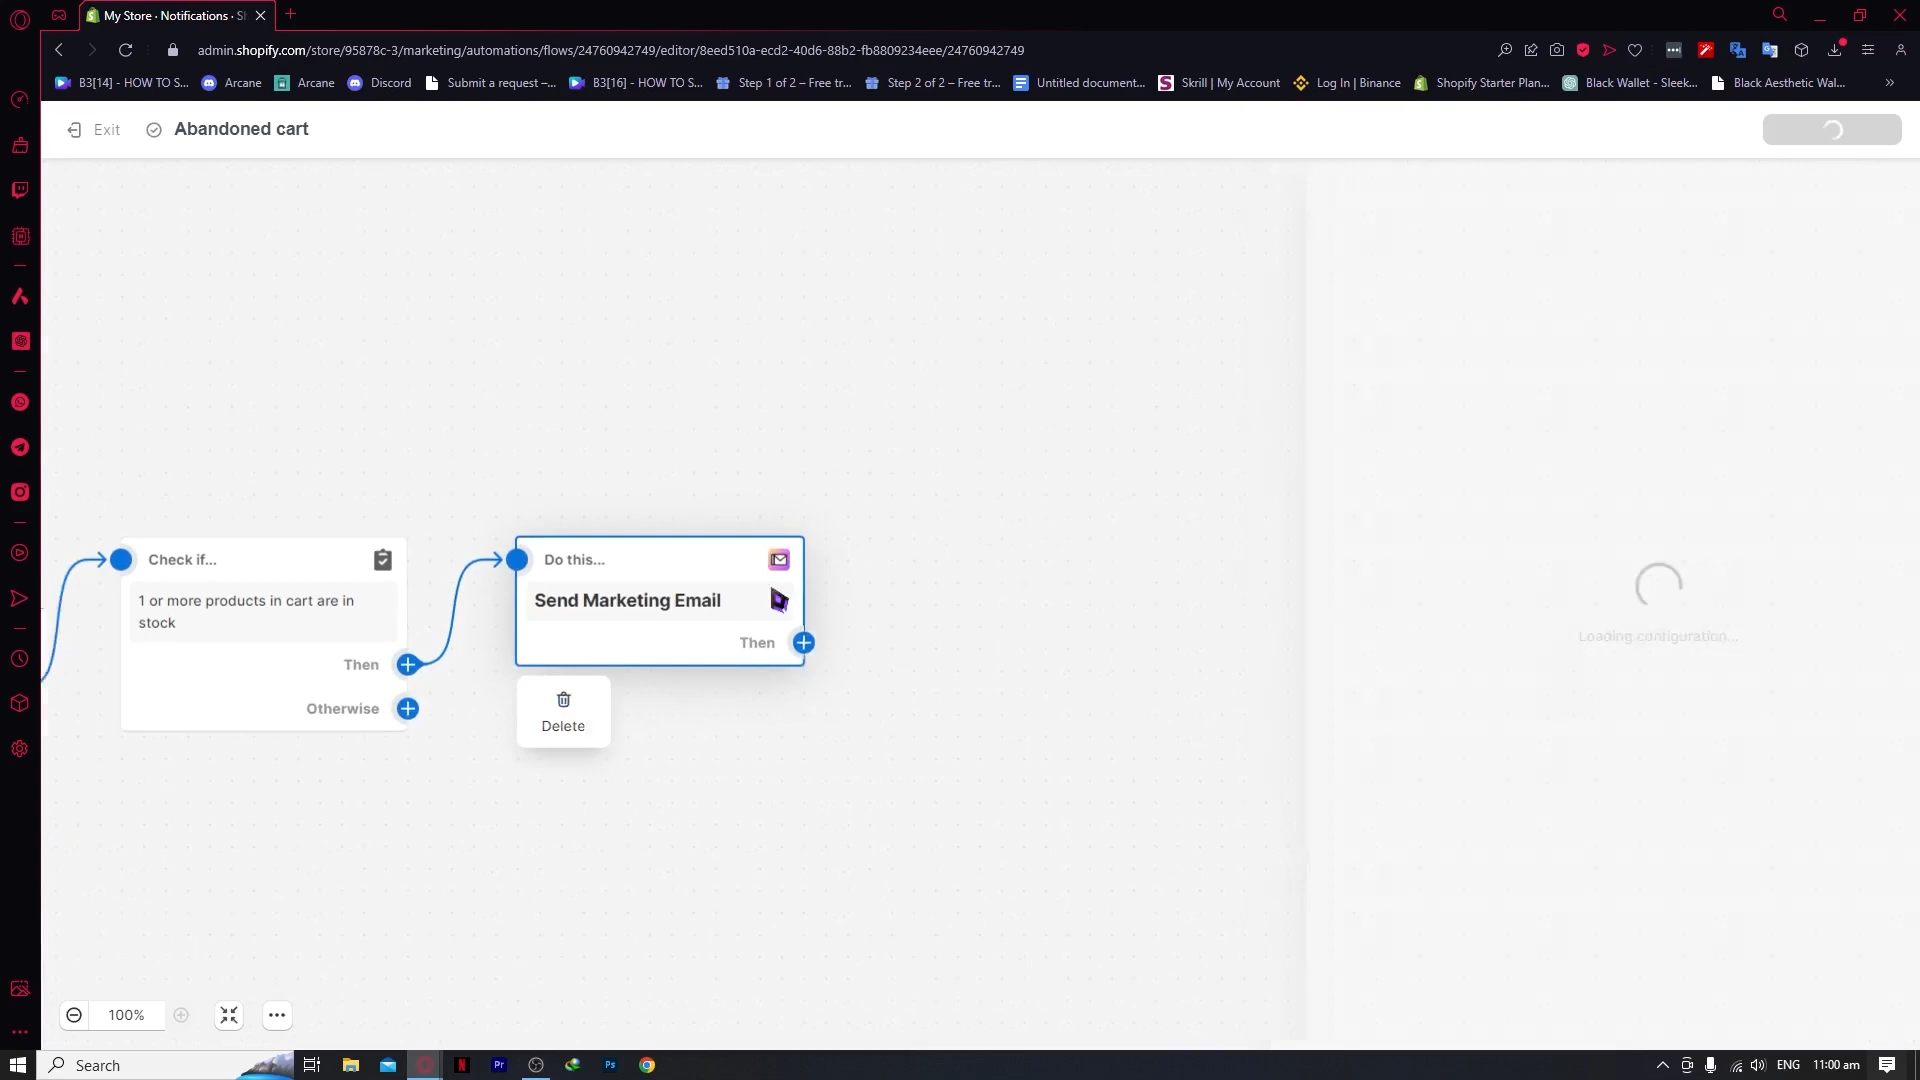 My Store · Notifications · Sh
admin.shopify.com/store/95878c-3/marketing/automations/flows/24760942749/editor/8eed510a-ecd2-40d6-88b2-fb8809234eee/24760942749
B3[14] - HOW TO S...
Arcane
Arcane
Discord
Submit a request –...
B3[16] - HOW TO S...
Step 1 of 2 – Free tr...
Step 2 of 2 – Free tr...
Untitled document...
Skrill | My Account
Log In | Binance
Shopify Starter Plan...
Black Wallet - Sleek...
Black Aesthetic Wal...
Exit
Abandoned cart
Check if...
1 or more products in cart are in
stock
Then
Otherwise
Do this...
Send Marketing Email
Then
Delete
Loading configuration...
100%
Search
Pr
Ps
ENG
11:00 am